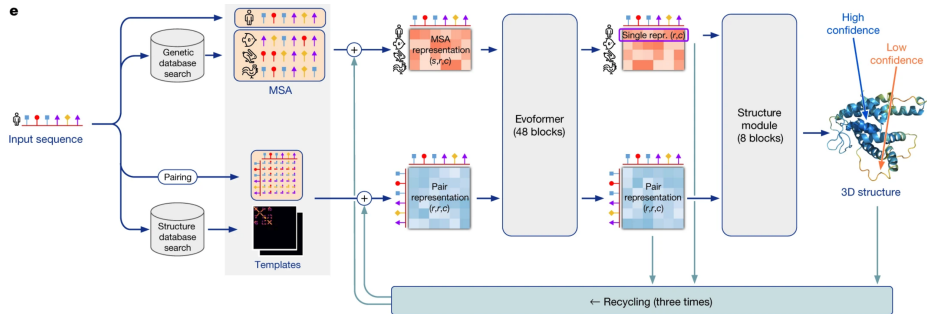 e
Input sequence
Genetic
database
search
MSA
Pairing
Structure
database
search
Templates
+
+
MSA
representation
(s,r,c)
Pair
representation
(r,r,c)
Evoformer
(48 blocks)
Single repr. (r,c)
Pair
representation
(r,r,c)
Structure
module
(8 blocks)
High
confidence
Low
confidence
3D structure
← Recycling (three times)